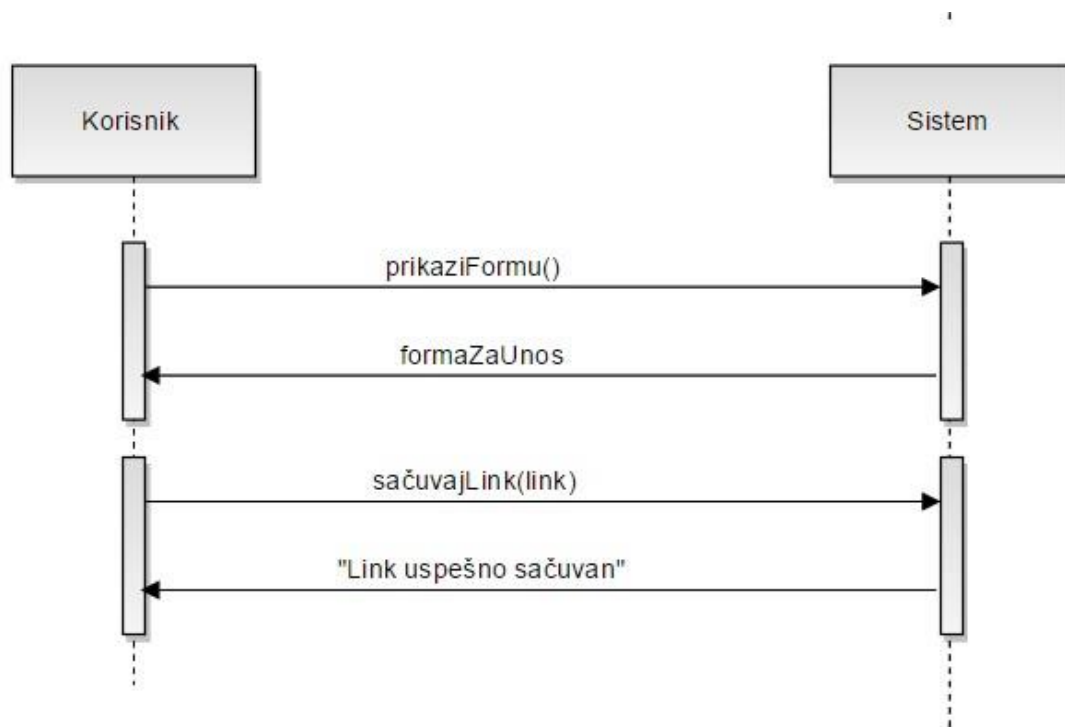 Korisnik
Sistem
prikaziFormu()
formaZaUnos
sačuvajLink(link)
"Link uspešno sačuvan"